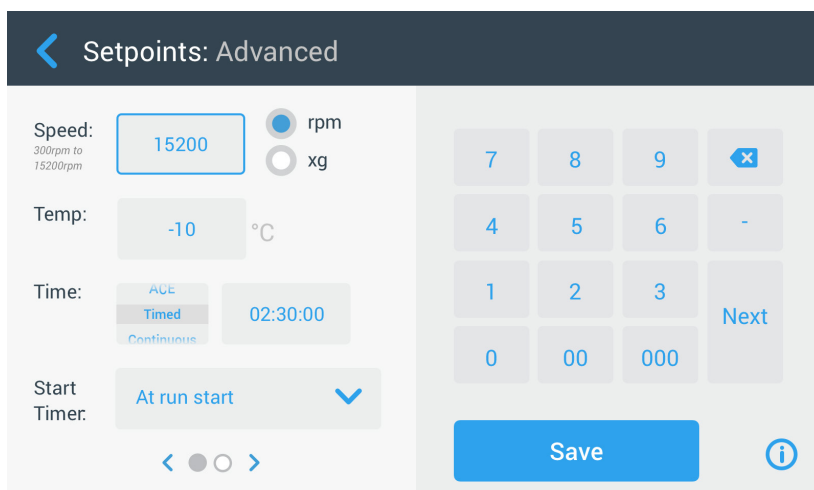 Setpoints: Advanced
Speed:
300rpm to
15200rpm
15200
rpm
xg
Temp:
-10
°C
Time:
ACE
Timed
Continuous
02:30:00
Start
Timer:
At run start
7 8 9
4 5 6 -
1 2 3
Next
0 00 000
Save